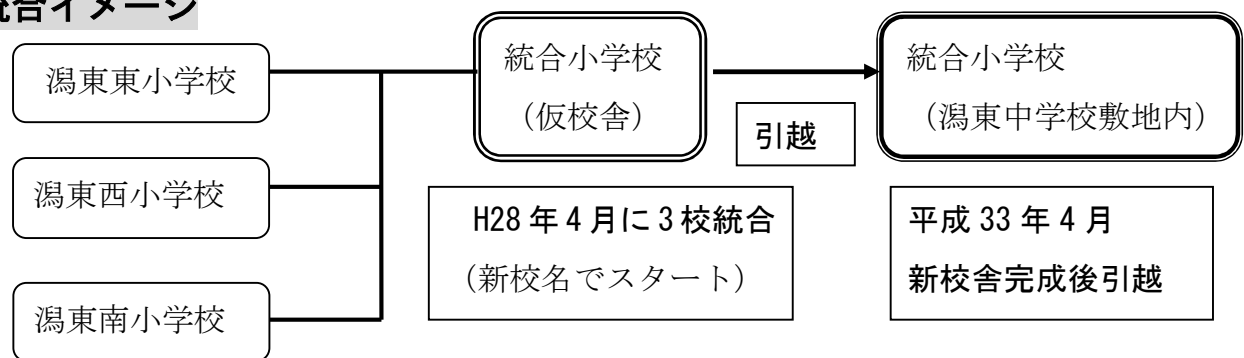 統合イメージ
潟東東小学校
潟東西小学校
潟東南小学校
統合小学校
（仮校舎）
引越
統合小学校
（潟東中学校敷地内）
H28年4月に3校統合
（新校名でスタート）
平成33年4月
新校舎完成後引越